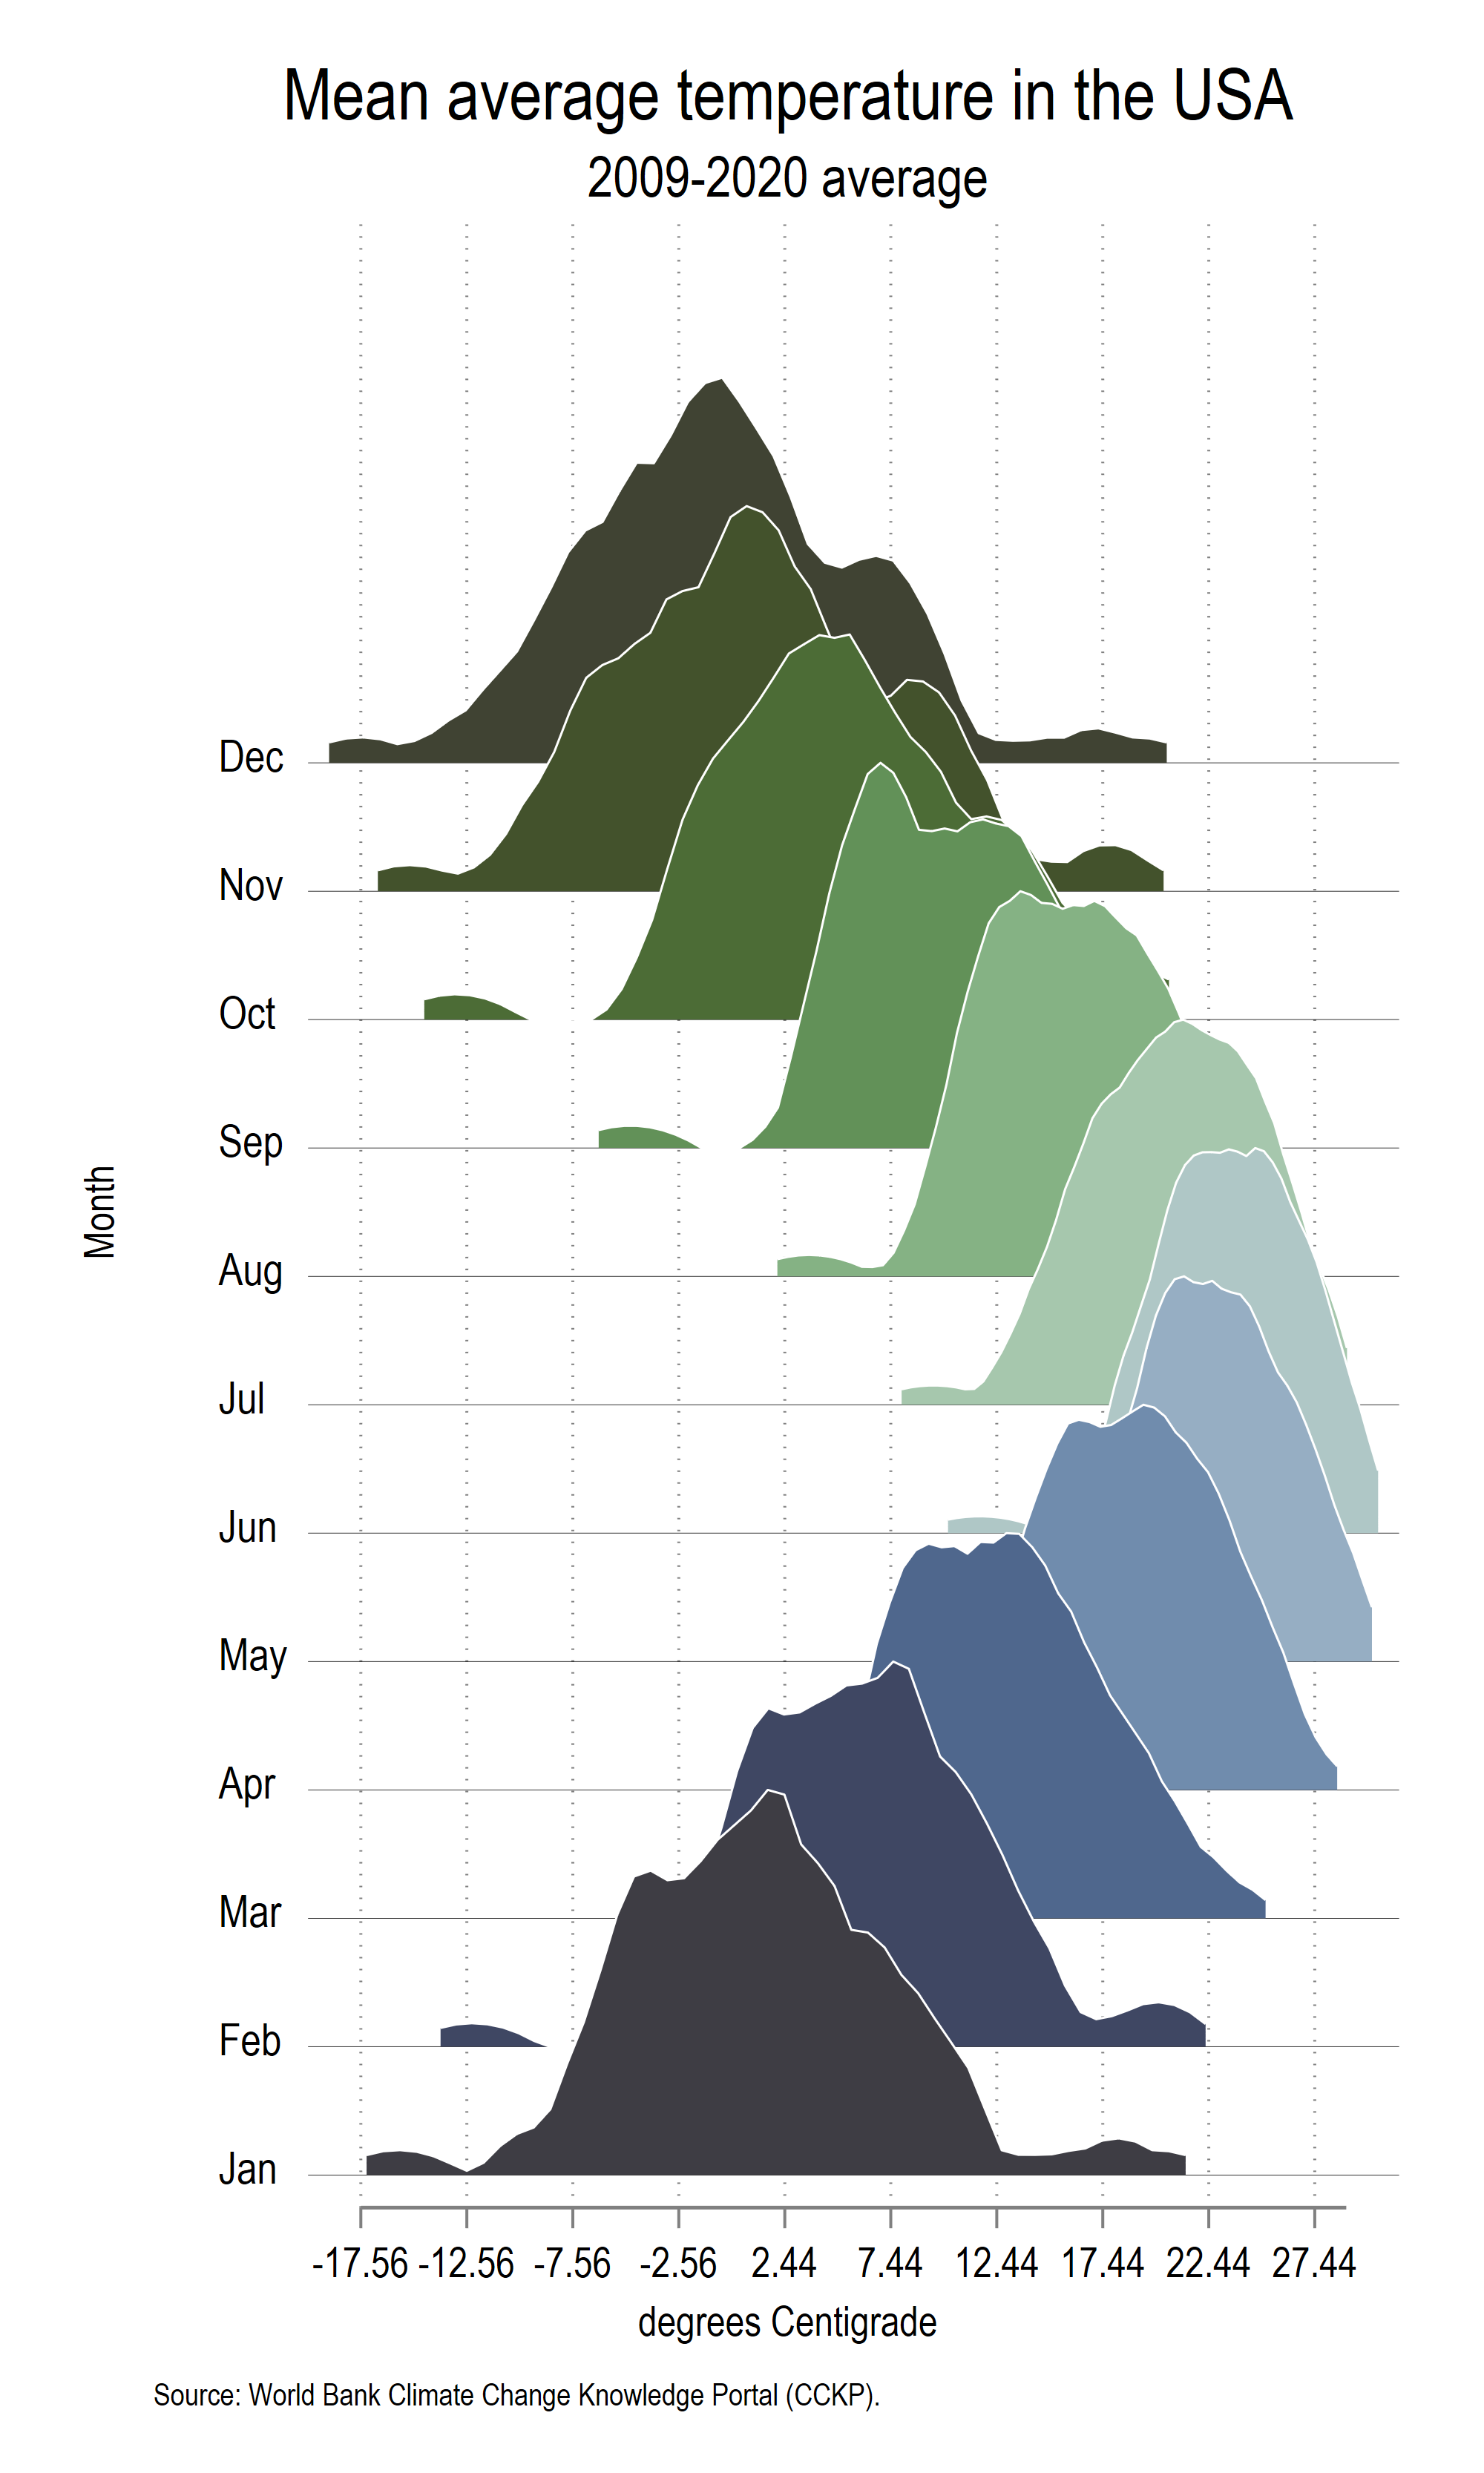 Mean average temperature in the USA
2009-2020 average
Dec
Nov
Oct
Sep
Month
Aug
Jul
Jun
May
Apr
Mar
Feb
Jan
-17.56 -12.56 -7.56 -2.56 2.44 7.44 12.44 17.44 22.44 27.44
degrees Centigrade
Source: World Bank Climate Change Knowledge Portal (CCKP).